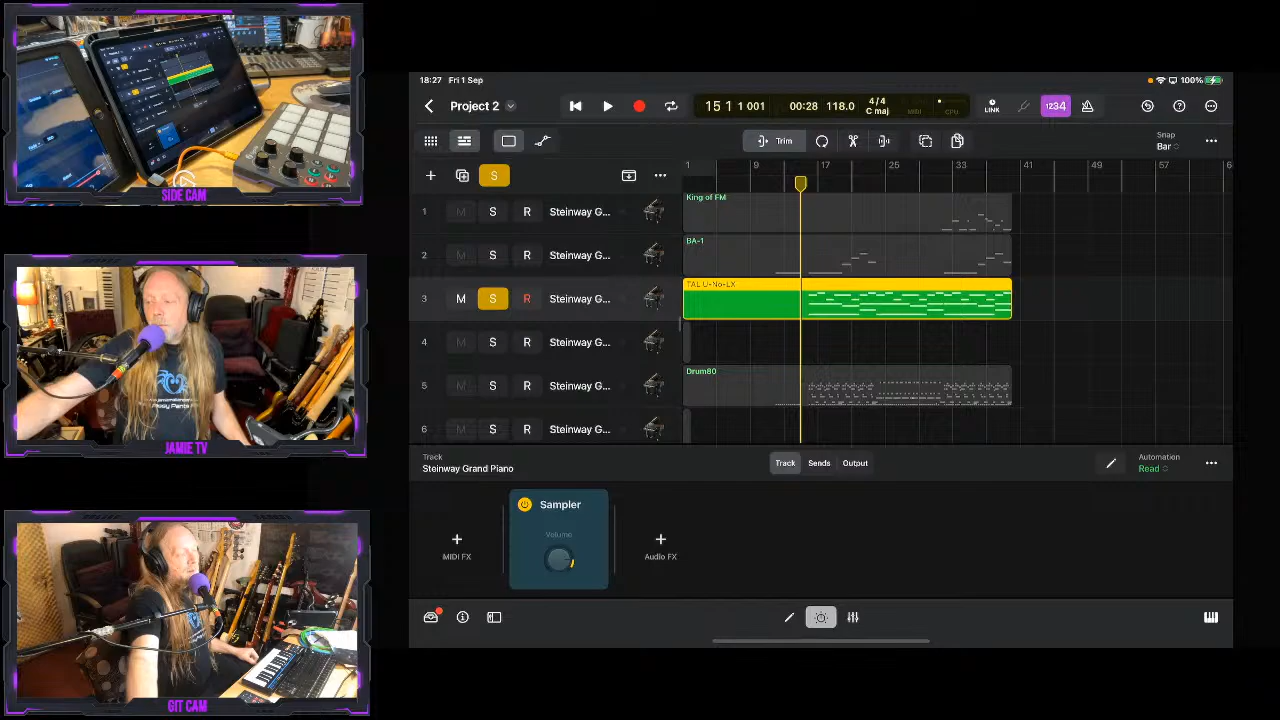 SIDE CAM
JAMIE TV
GIT CAM
18:27 Fri 1 Sep
100%
Project 2
15 1 1 001
00:28
118.0
4/4
C maj
MIDI
CPU
LINK
1234
Trim
Snap
Bar
S
1 9 17 25 33 41 49 57 6
1 M S R Steinway G...
King of FM
2 M S R Steinway G...
BA-1
3 M S R Steinway G...
TAL U-No-LX
4 M S R Steinway G...
5 M S R Steinway G...
Drum80
6 M S R Steinway G...
Track
Steinway Grand Piano
Track Sends Output
Automation
Read
MIDI FX
Sampler
Volume
Audio FX